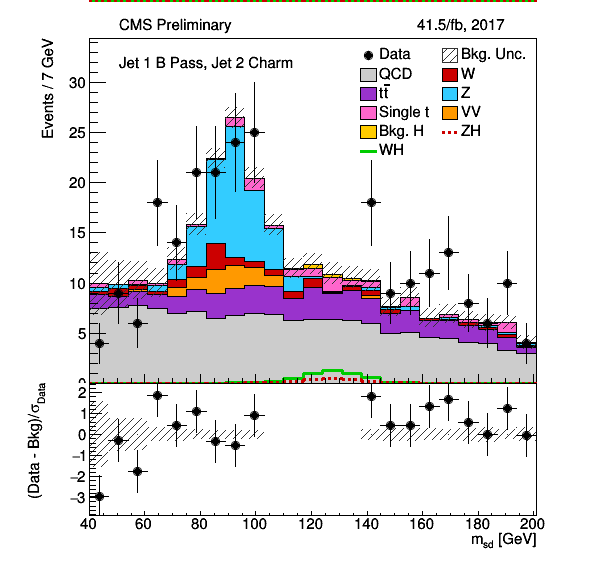 CMS Preliminary 41.5/fb, 2017
Jet 1 B Pass, Jet 2 Charm
Events / 7 GeV
Data Bkg. Unc.
QCD W
tt̄ Z
Single t VV
Bkg. H ZH
WH
35
30
25
20
15
10
5
0
(Data - Bkg)/σData
2
1
0
−1
−2
−3
40 60 80 100 120 140 160 180 200
msd [GeV]